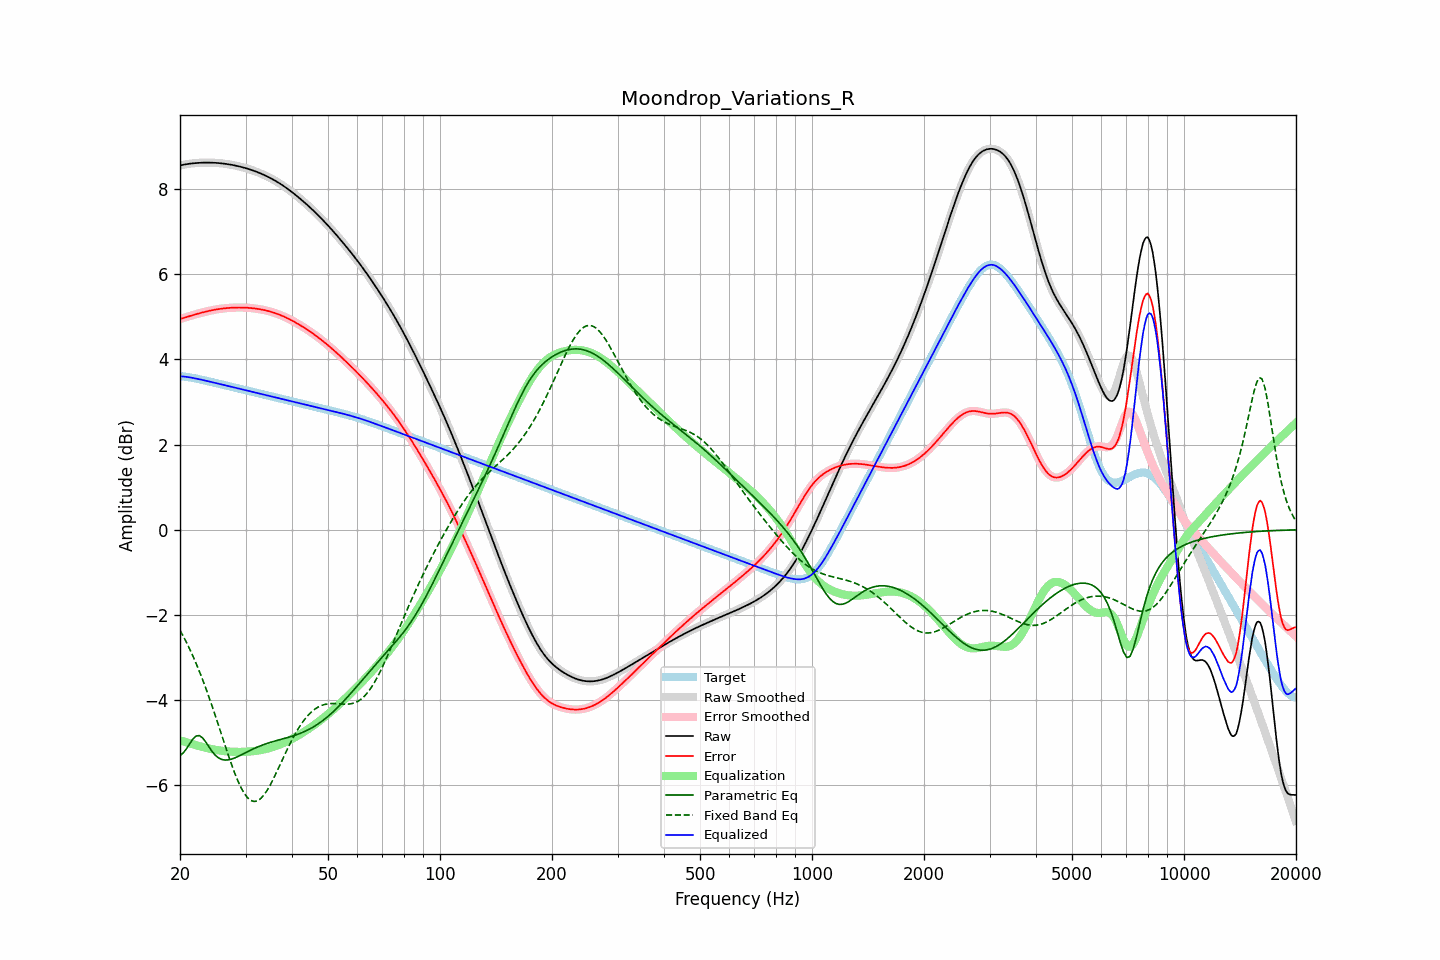 Moondrop_Variations_R
Amplitude (dBr)
8
6
4
2
0
−2
−4
−6
Target
Raw Smoothed
Error Smoothed
Raw
Error
Equalization
Parametric Eq
Fixed Band Eq
Equalized
20 50 100 200 500 1000 2000 5000 10000 20000
Frequency (Hz)